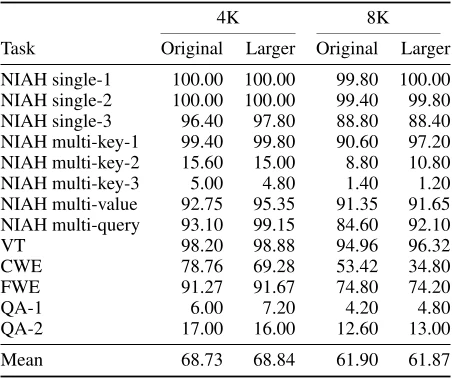 4K 8K
Task Original Larger Original Larger
NIAH single-1 100.00 100.00 99.80 100.00
NIAH single-2 100.00 100.00 99.40 99.80
NIAH single-3 96.40 97.80 88.80 88.40
NIAH multi-key-1 99.40 99.80 90.60 97.20
NIAH multi-key-2 15.60 15.00 8.80 10.80
NIAH multi-key-3 5.00 4.80 1.40 1.20
NIAH multi-value 92.75 95.35 91.35 91.65
NIAH multi-query 93.10 99.15 84.60 92.10
VT 98.20 98.88 94.96 96.32
CWE 78.76 69.28 53.42 34.80
FWE 91.27 91.67 74.80 74.20
QA-1 6.00 7.20 4.20 4.80
QA-2 17.00 16.00 12.60 13.00
Mean 68.73 68.84 61.90 61.87